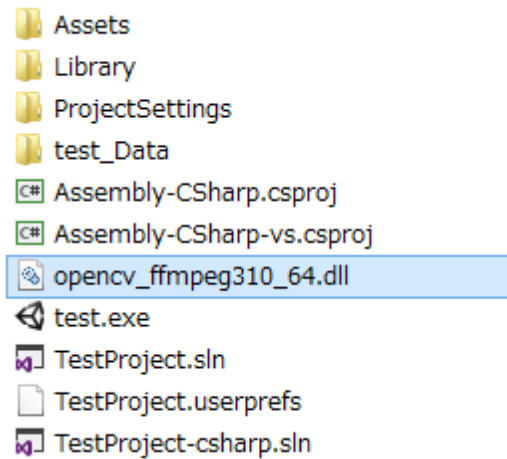 Assets
Library
ProjectSettings
test_Data
C# Assembly-CSharp.csproj
C# Assembly-CSharp-vs.csproj
opencv_ffmpeg310_64.dll
test.exe
TestProject.sln
TestProject.userprefs
TestProject-csharp.sln